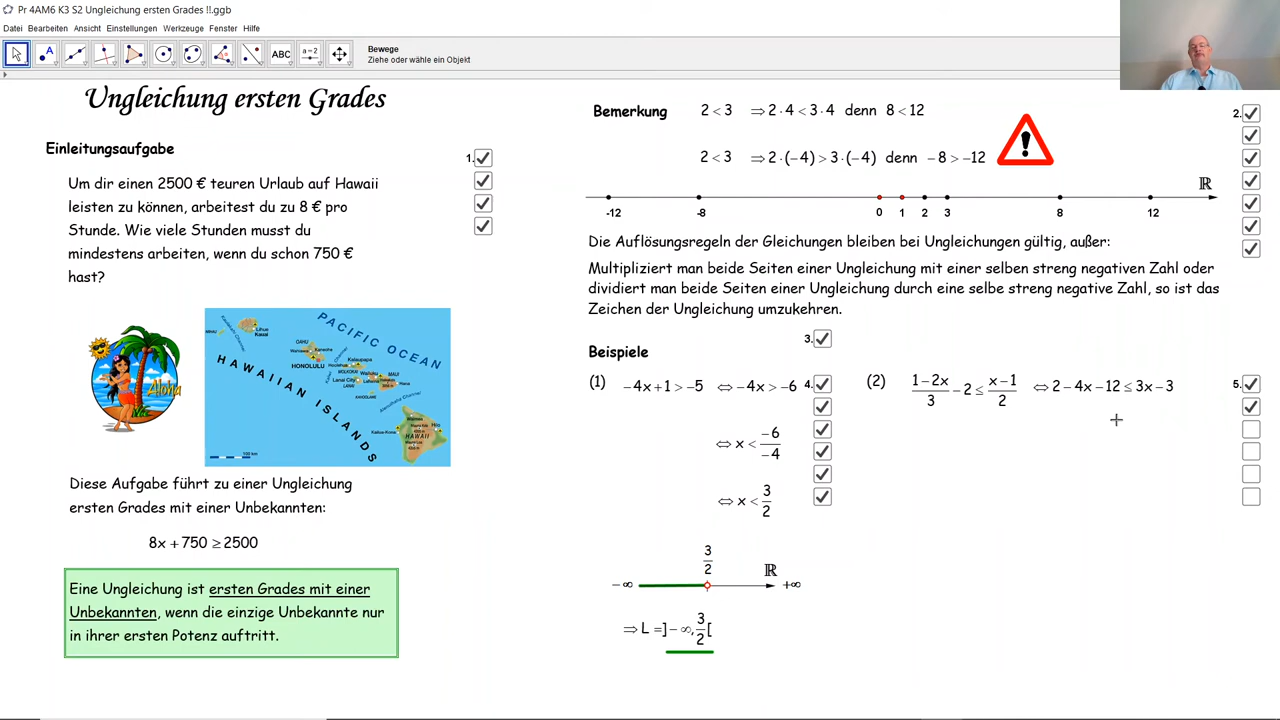 Pr 4AM6 K3 S2 Ungleichung ersten Grades !!.ggb
Datei Bearbeiten Ansicht Einstellungen Werkzeuge Fenster Hilfe
ABC
a = 2
Bewege
Ziehe oder wähle ein Objekt
Ungleichung ersten Grades
Einleitungsaufgabe
1.
Um dir einen 2500 € teuren Urlaub auf Hawaii
leisten zu können, arbeitest du zu 8 € pro
Stunde. Wie viele Stunden musst du
mindestens arbeiten, wenn du schon 750 €
hast?
Aloha
PACIFIC OCEAN
HAWAIIAN ISLANDS
Lihue
Kauai
OAHU
HONOLULU
Kalaupapa
MOLOKAI
MAUI
Lanai City
HAWAII
Hilo
Diese Aufgabe führt zu einer Ungleichung
ersten Grades mit einer Unbekannten:
8x + 750 ≥ 2500
Eine Ungleichung ist ersten Grades mit einer
Unbekannten, wenn die einzige Unbekannte nur
in ihrer ersten Potenz auftritt.
Bemerkung 2 < 3 ⇒ 2 · 4 < 3 · 4 denn 8 < 12
2.
2 < 3 ⇒ 2 · (−4) > 3 · (−4) denn −8 > −12
!
ℝ
-12 -8 0 1 2 3 8 12
Die Auflösungsregeln der Gleichungen bleiben bei Ungleichungen gültig, außer:
Multipliziert man beide Seiten einer Ungleichung mit einer selben streng negativen Zahl oder
dividiert man beide Seiten einer Ungleichung durch eine selbe streng negative Zahl, so ist das
Zeichen der Ungleichung umzukehren.
3.
Beispiele
(1) −4x + 1 > −5 ⇔ −4x > −6 4.
⇔ x < −6/−4
⇔ x < 3/2
3/2
−∞ ℝ +∞
⇒ L = ]−∞, 3/2[
(2) (1−2x)/3 − 2 ≤ (x−1)/2 ⇔ 2 − 4x − 12 ≤ 3x − 3 5.